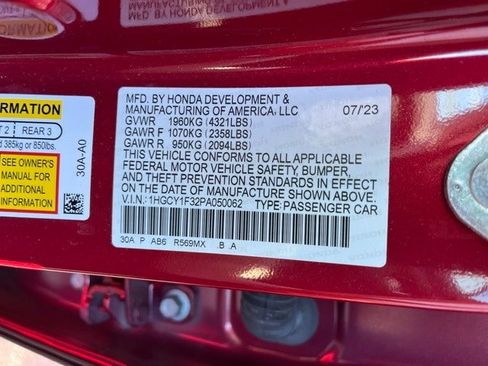 MFD. BY HONDA DEVELOPMENT &
MANUFACTURING OF AMERICA, LLC 07/23
GVWR 1960KG (4321LBS)
GAWR F 1070KG (2358LBS)
GAWR R 950KG (2094LBS)
THIS VEHICLE CONFORMS TO ALL APPLICABLE
FEDERAL MOTOR VEHICLE SAFETY, BUMPER,
AND THEFT PREVENTION STANDARDS IN EFFECT
ON THE DATE OF MANUFACTURE SHOWN ABOVE.
V.I.N.: 1HGCY1F32PA050062 TYPE:PASSENGER CAR
30A P AB6 R569MX B .A
ORMATION
T 2 REAR 3
d 385kg or 850lbs.
SEE OWNER'S
MANUAL FOR
ADDITIONAL
INFORMATION
30A-A0